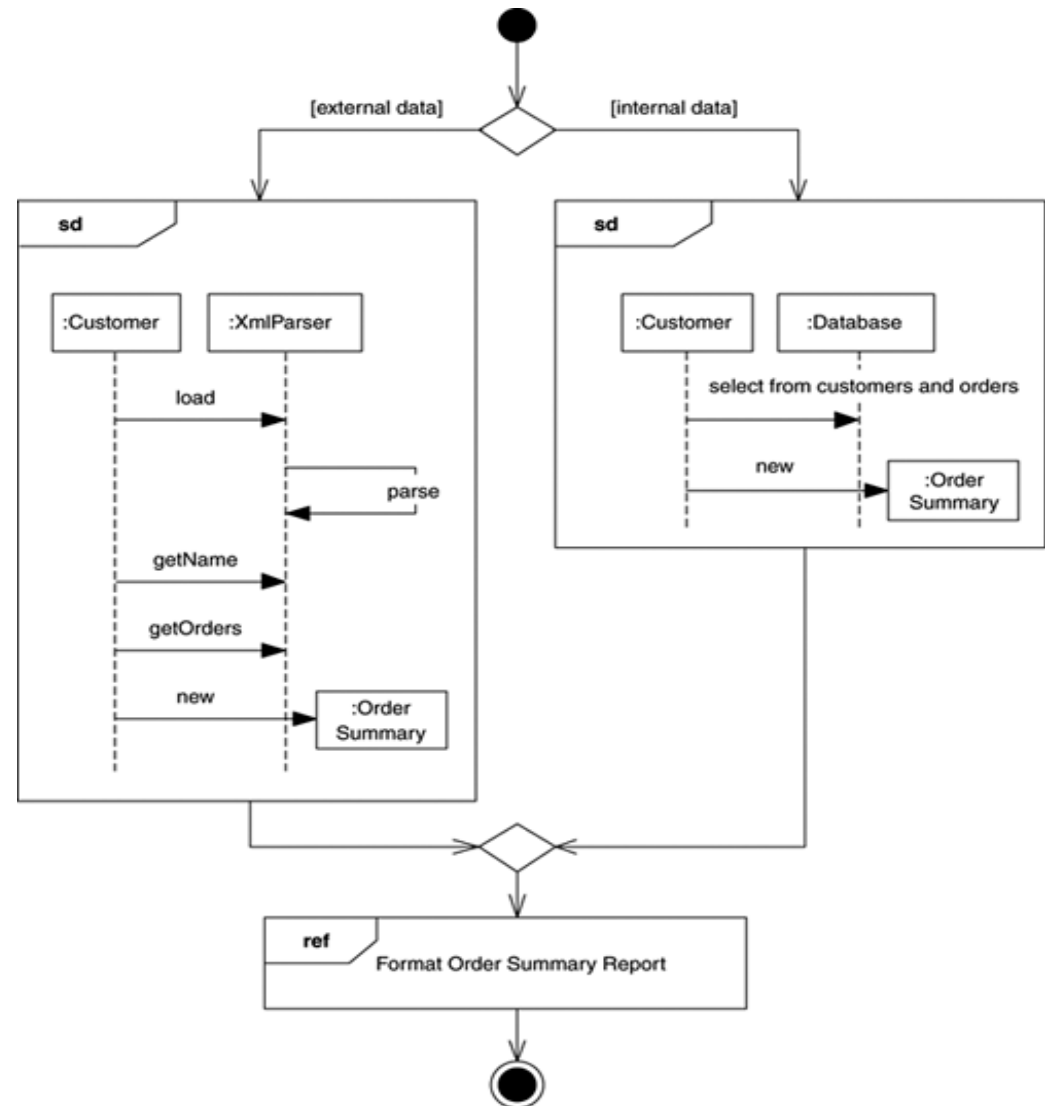 [external data]
[internal data]
sd
:Customer
:XmlParser
load
parse
getName
getOrders
new
:Order
Summary
sd
:Customer
:Database
select from customers and orders
new
:Order
Summary
ref
Format Order Summary Report